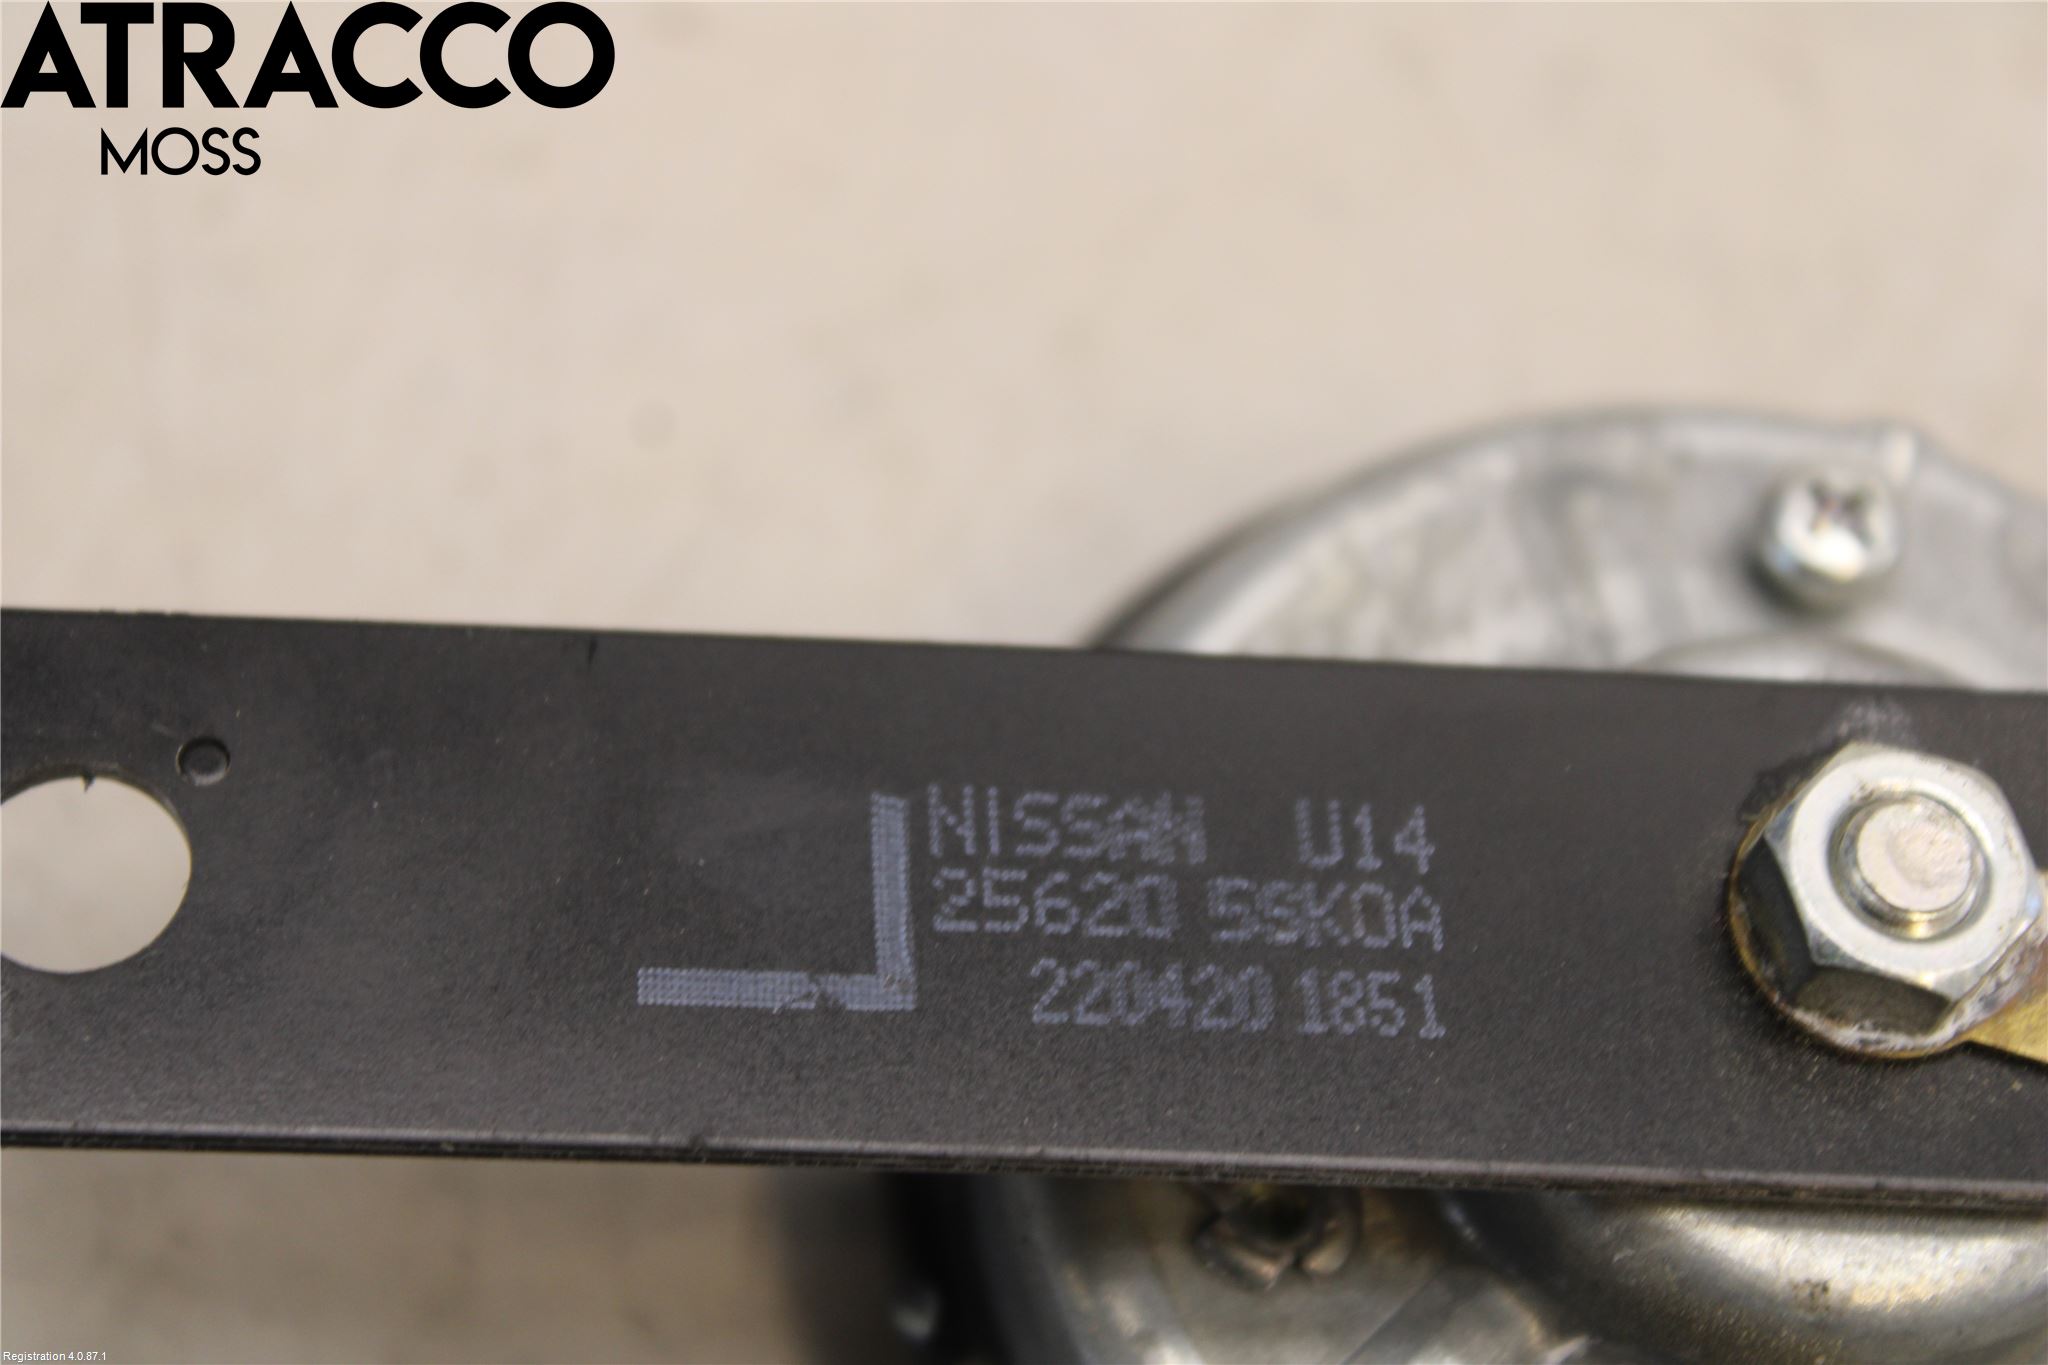 ATRACCO
MOSS
NISSAN U14
25620 5SK0A
220420 1851
Registration 4.0.87.1